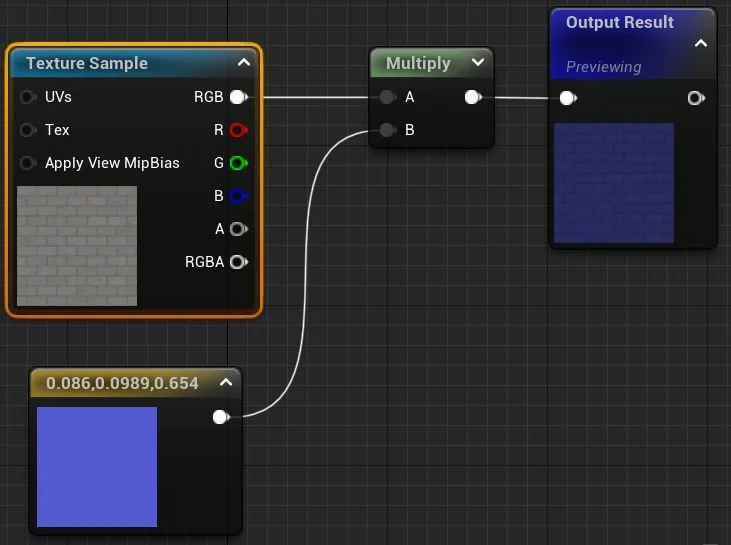 Texture Sample
UVs
RGB
Tex
R
Apply View MipBias
G
B
A
RGBA
Multiply
A
B
Output Result
Previewing
0.086,0.0989,0.654